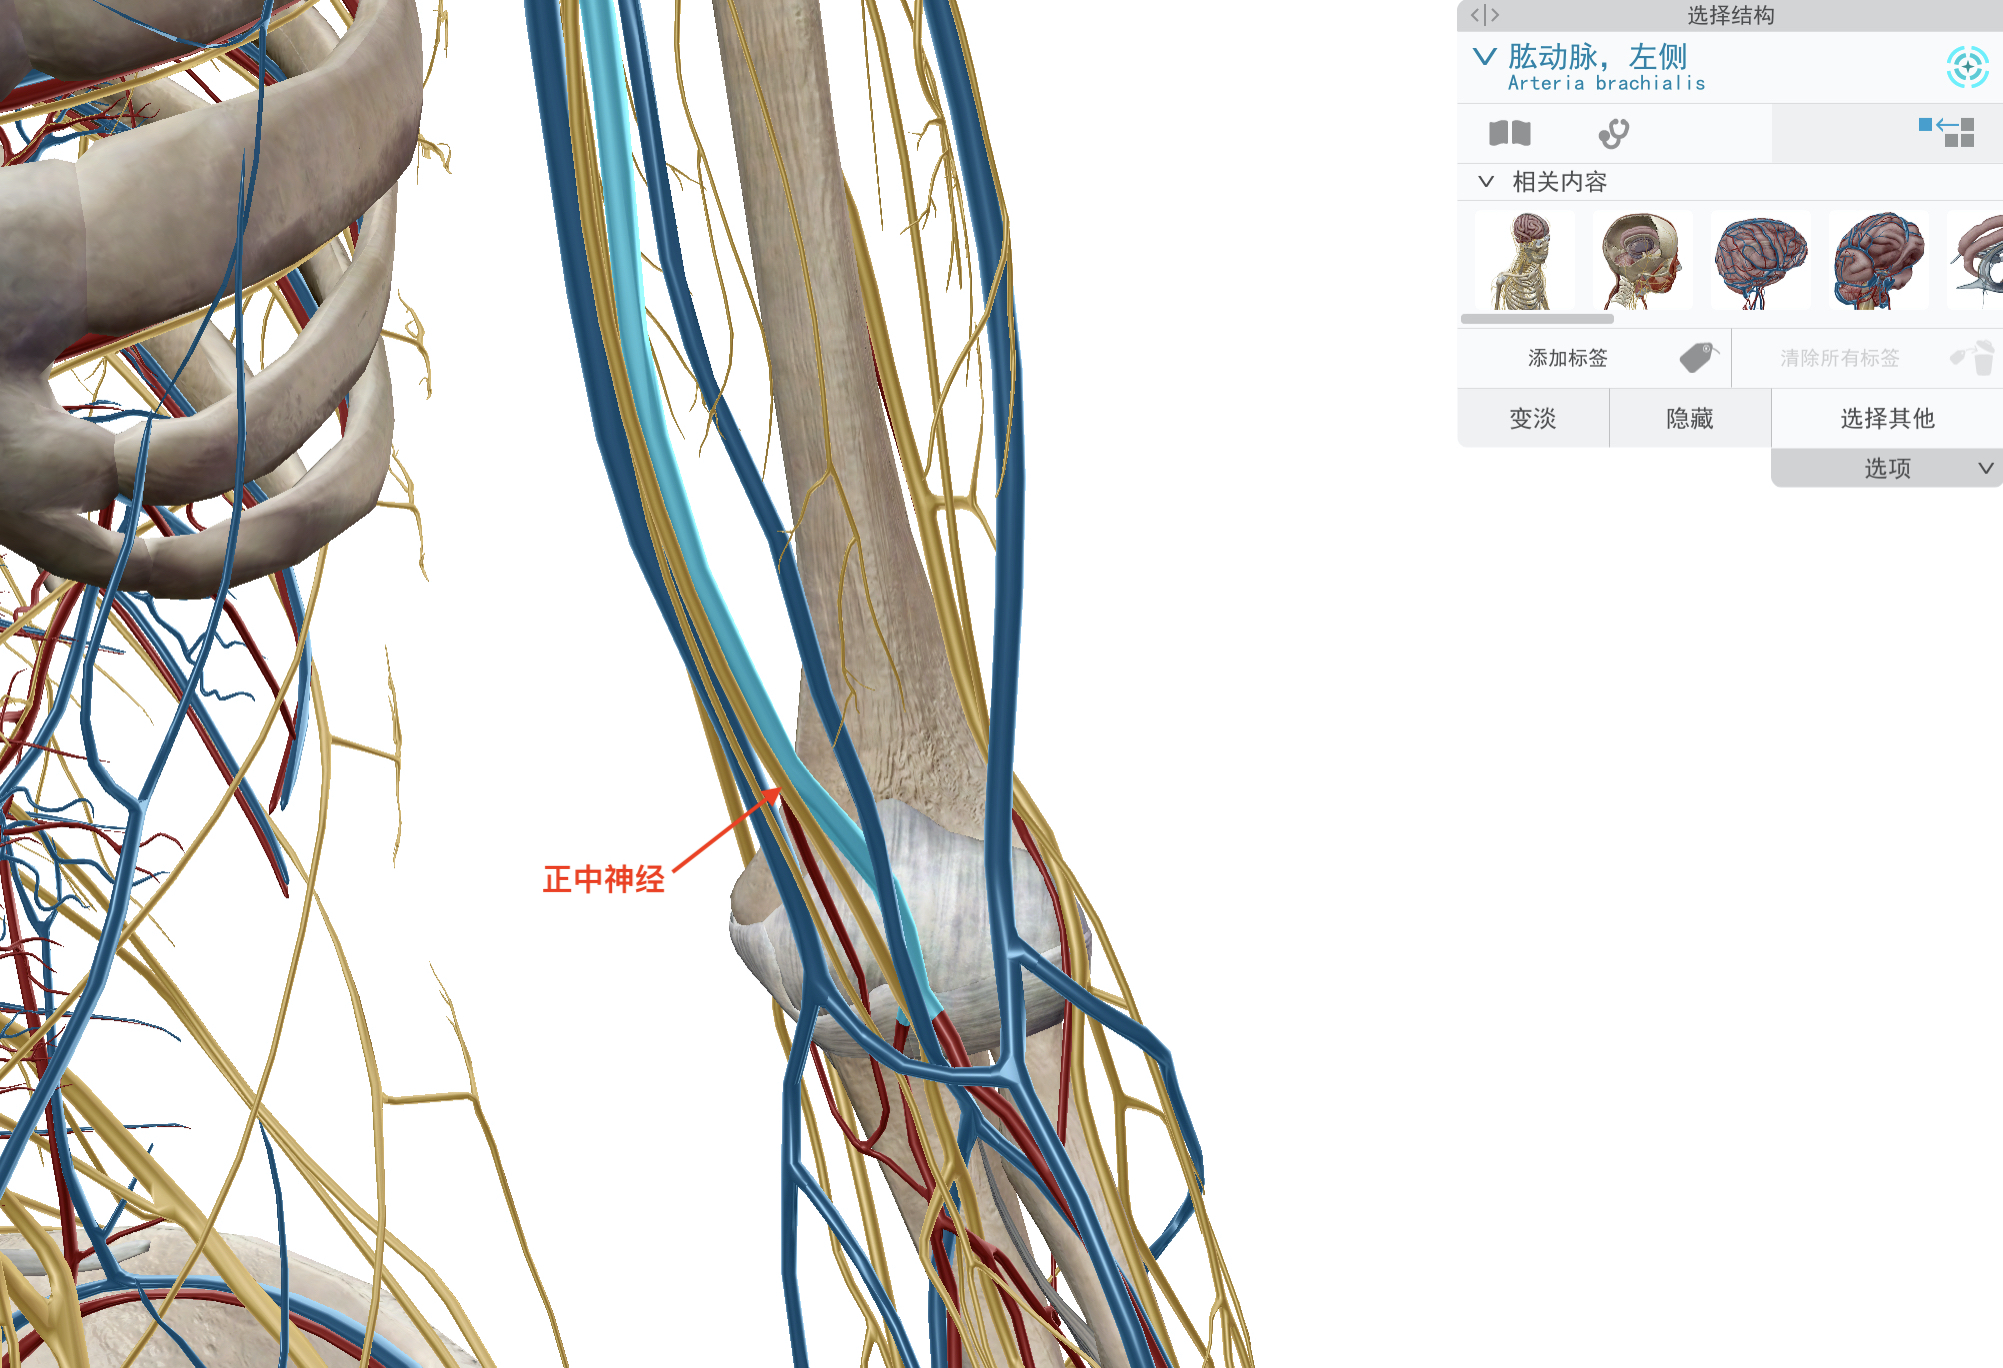 选择结构
肱动脉，左侧
Arteria brachialis
相关内容
添加标签
清除所有标签
变淡
隐藏
选择其他
选项
正中神经